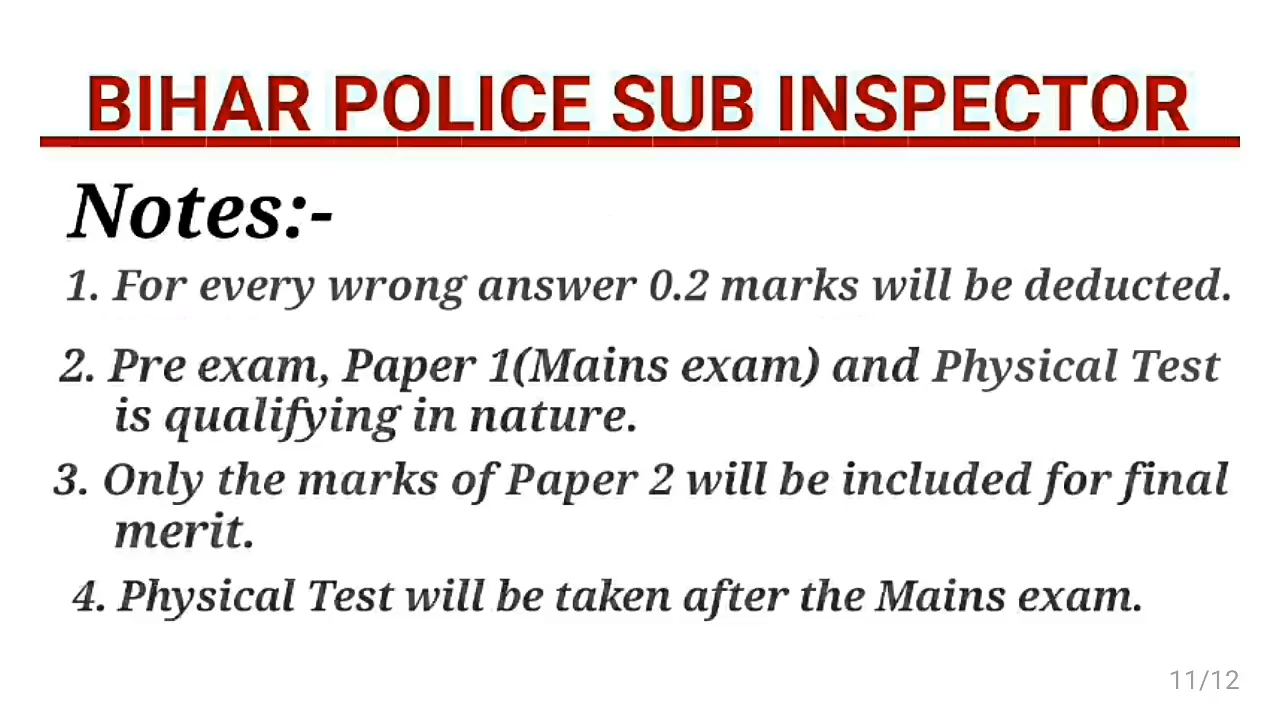 BIHAR POLICE SUB INSPECTOR
Notes:-
1. For every wrong answer 0.2 marks will be deducted.
2. Pre exam, Paper 1(Mains exam) and Physical Test
is qualifying in nature.
3. Only the marks of Paper 2 will be included for final
merit.
4. Physical Test will be taken after the Mains exam.
11/12